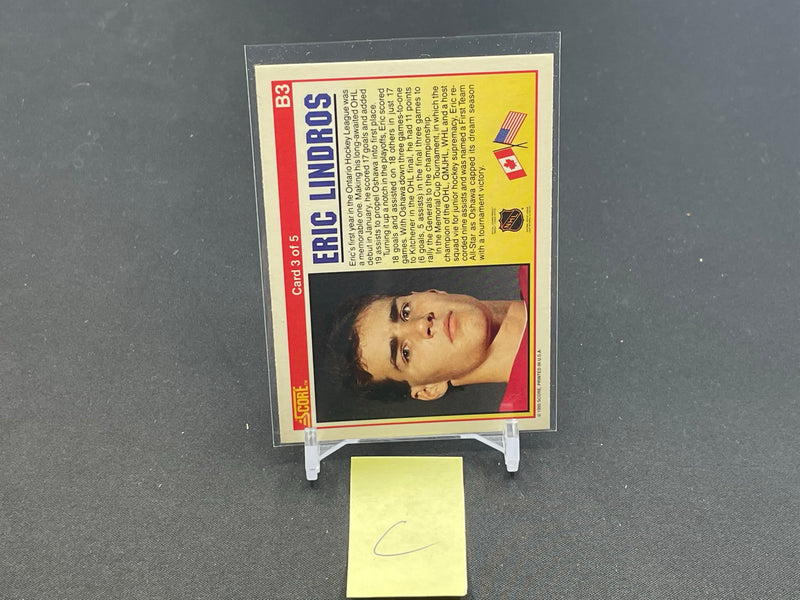 SCORE™ Card 3 of 5 B3
ERIC LINDROS
Eric's first year in the Ontario Hockey League was
a memorable one. Making his long-awaited OHL
debut in January, he scored 17 goals and added
19 assists to propel Oshawa into first place.
Turning it up a notch in the playoffs, Eric scored
18 goals and assisted on 18 others in just 17
games. With Oshawa down three games-to-one
to Kitchener in the OHL final, he had 11 points
(6 goals, 5 assists) in the final three games to
rally the Generals to the championship.
In the Memorial Cup Tournament, in which the
champion of the OHL, QMJHL, WHL and a host
squad vie for junior hockey supremacy, Eric re-
corded nine assists and was named a First Team
All-Star as Oshawa capped its dream season
with a tournament victory.
NHL
© 1990 SCORE, PRINTED IN U.S.A.
C